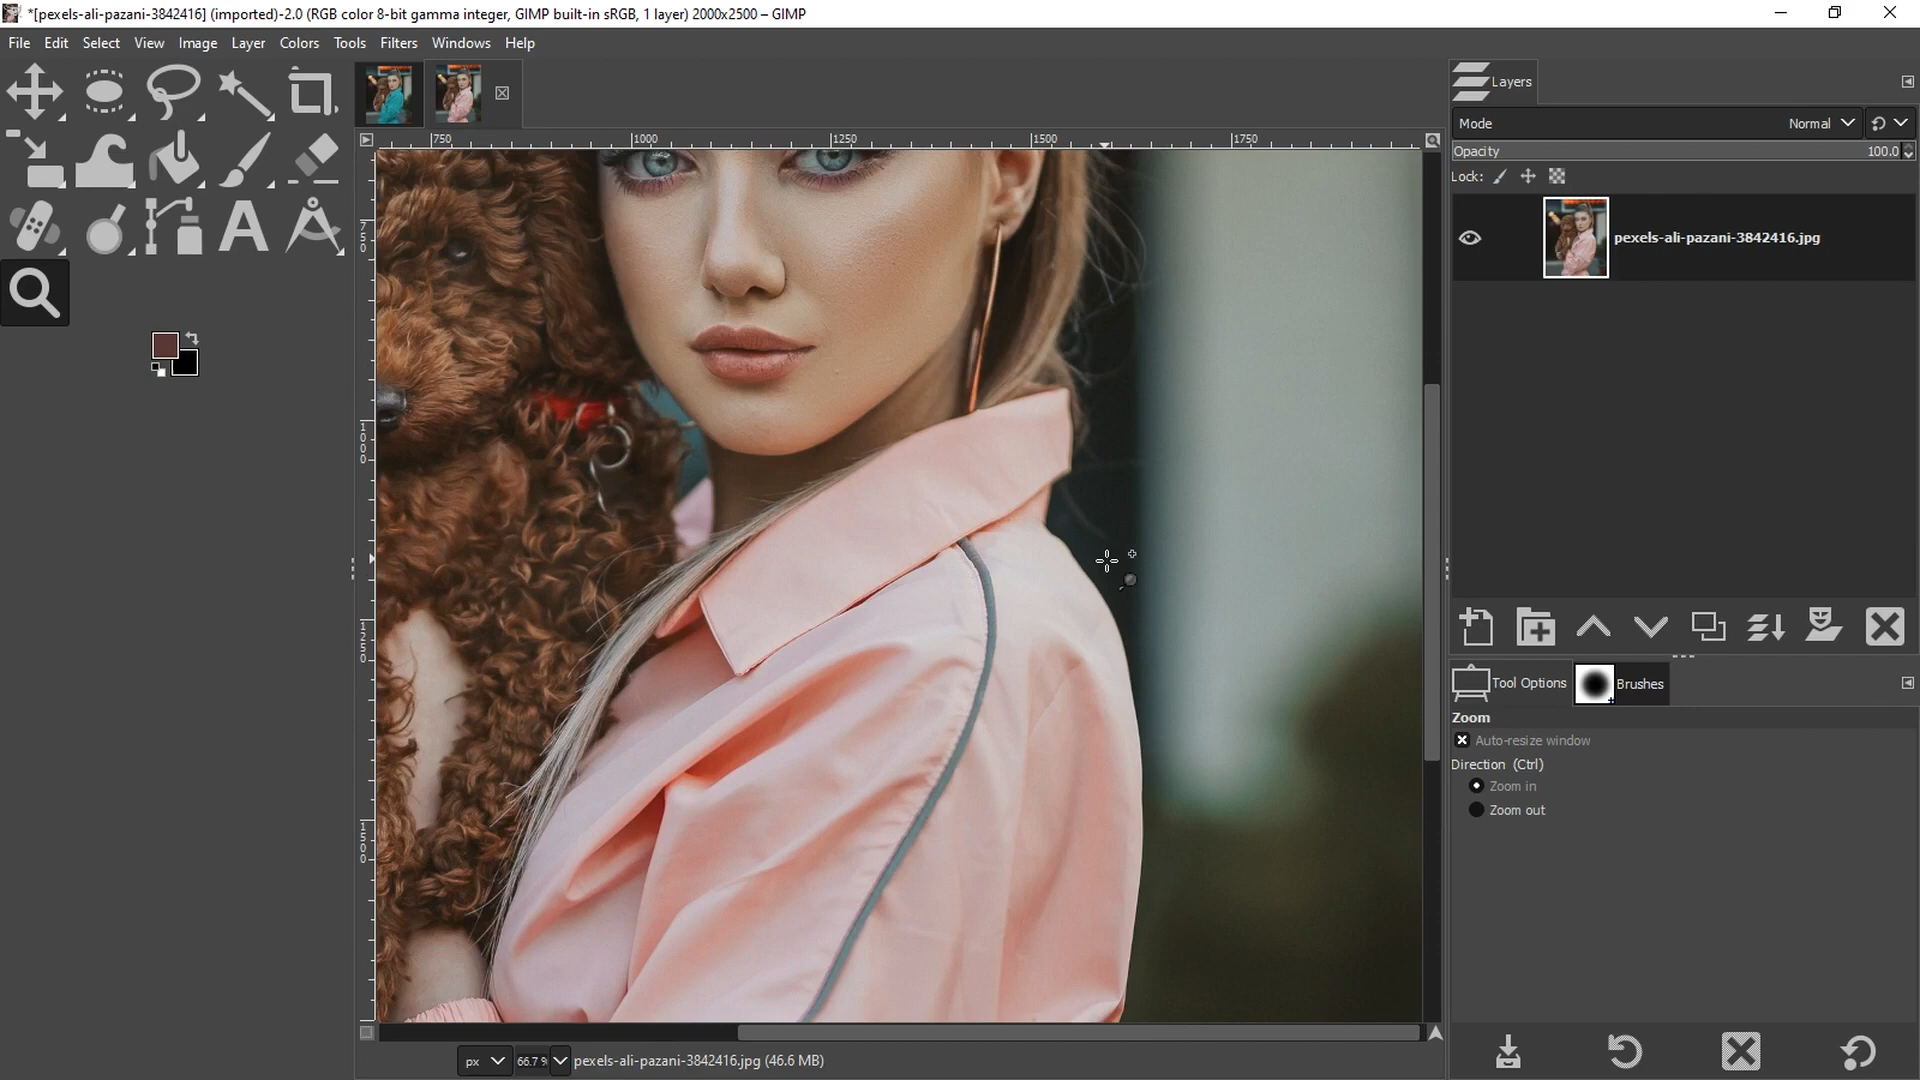 *[pexels-ali-pazani-3842416] (imported)-2.0 (RGB color 8-bit gamma integer, GIMP built-in sRGB, 1 layer) 2000x2500 – GIMP
File Edit Select View Image Layer Colors Tools Filters Windows Help
Layers
Mode Normal
Opacity 100.0
Lock:
pexels-ali-pazani-3842416.jpg
750 1000 1250 1500 1750
750
1000
1250
1500
Tool Options Brushes
Zoom
Auto-resize window
Direction (Ctrl)
Zoom in
Zoom out
px 66.7 % pexels-ali-pazani-3842416.jpg (46.6 MB)